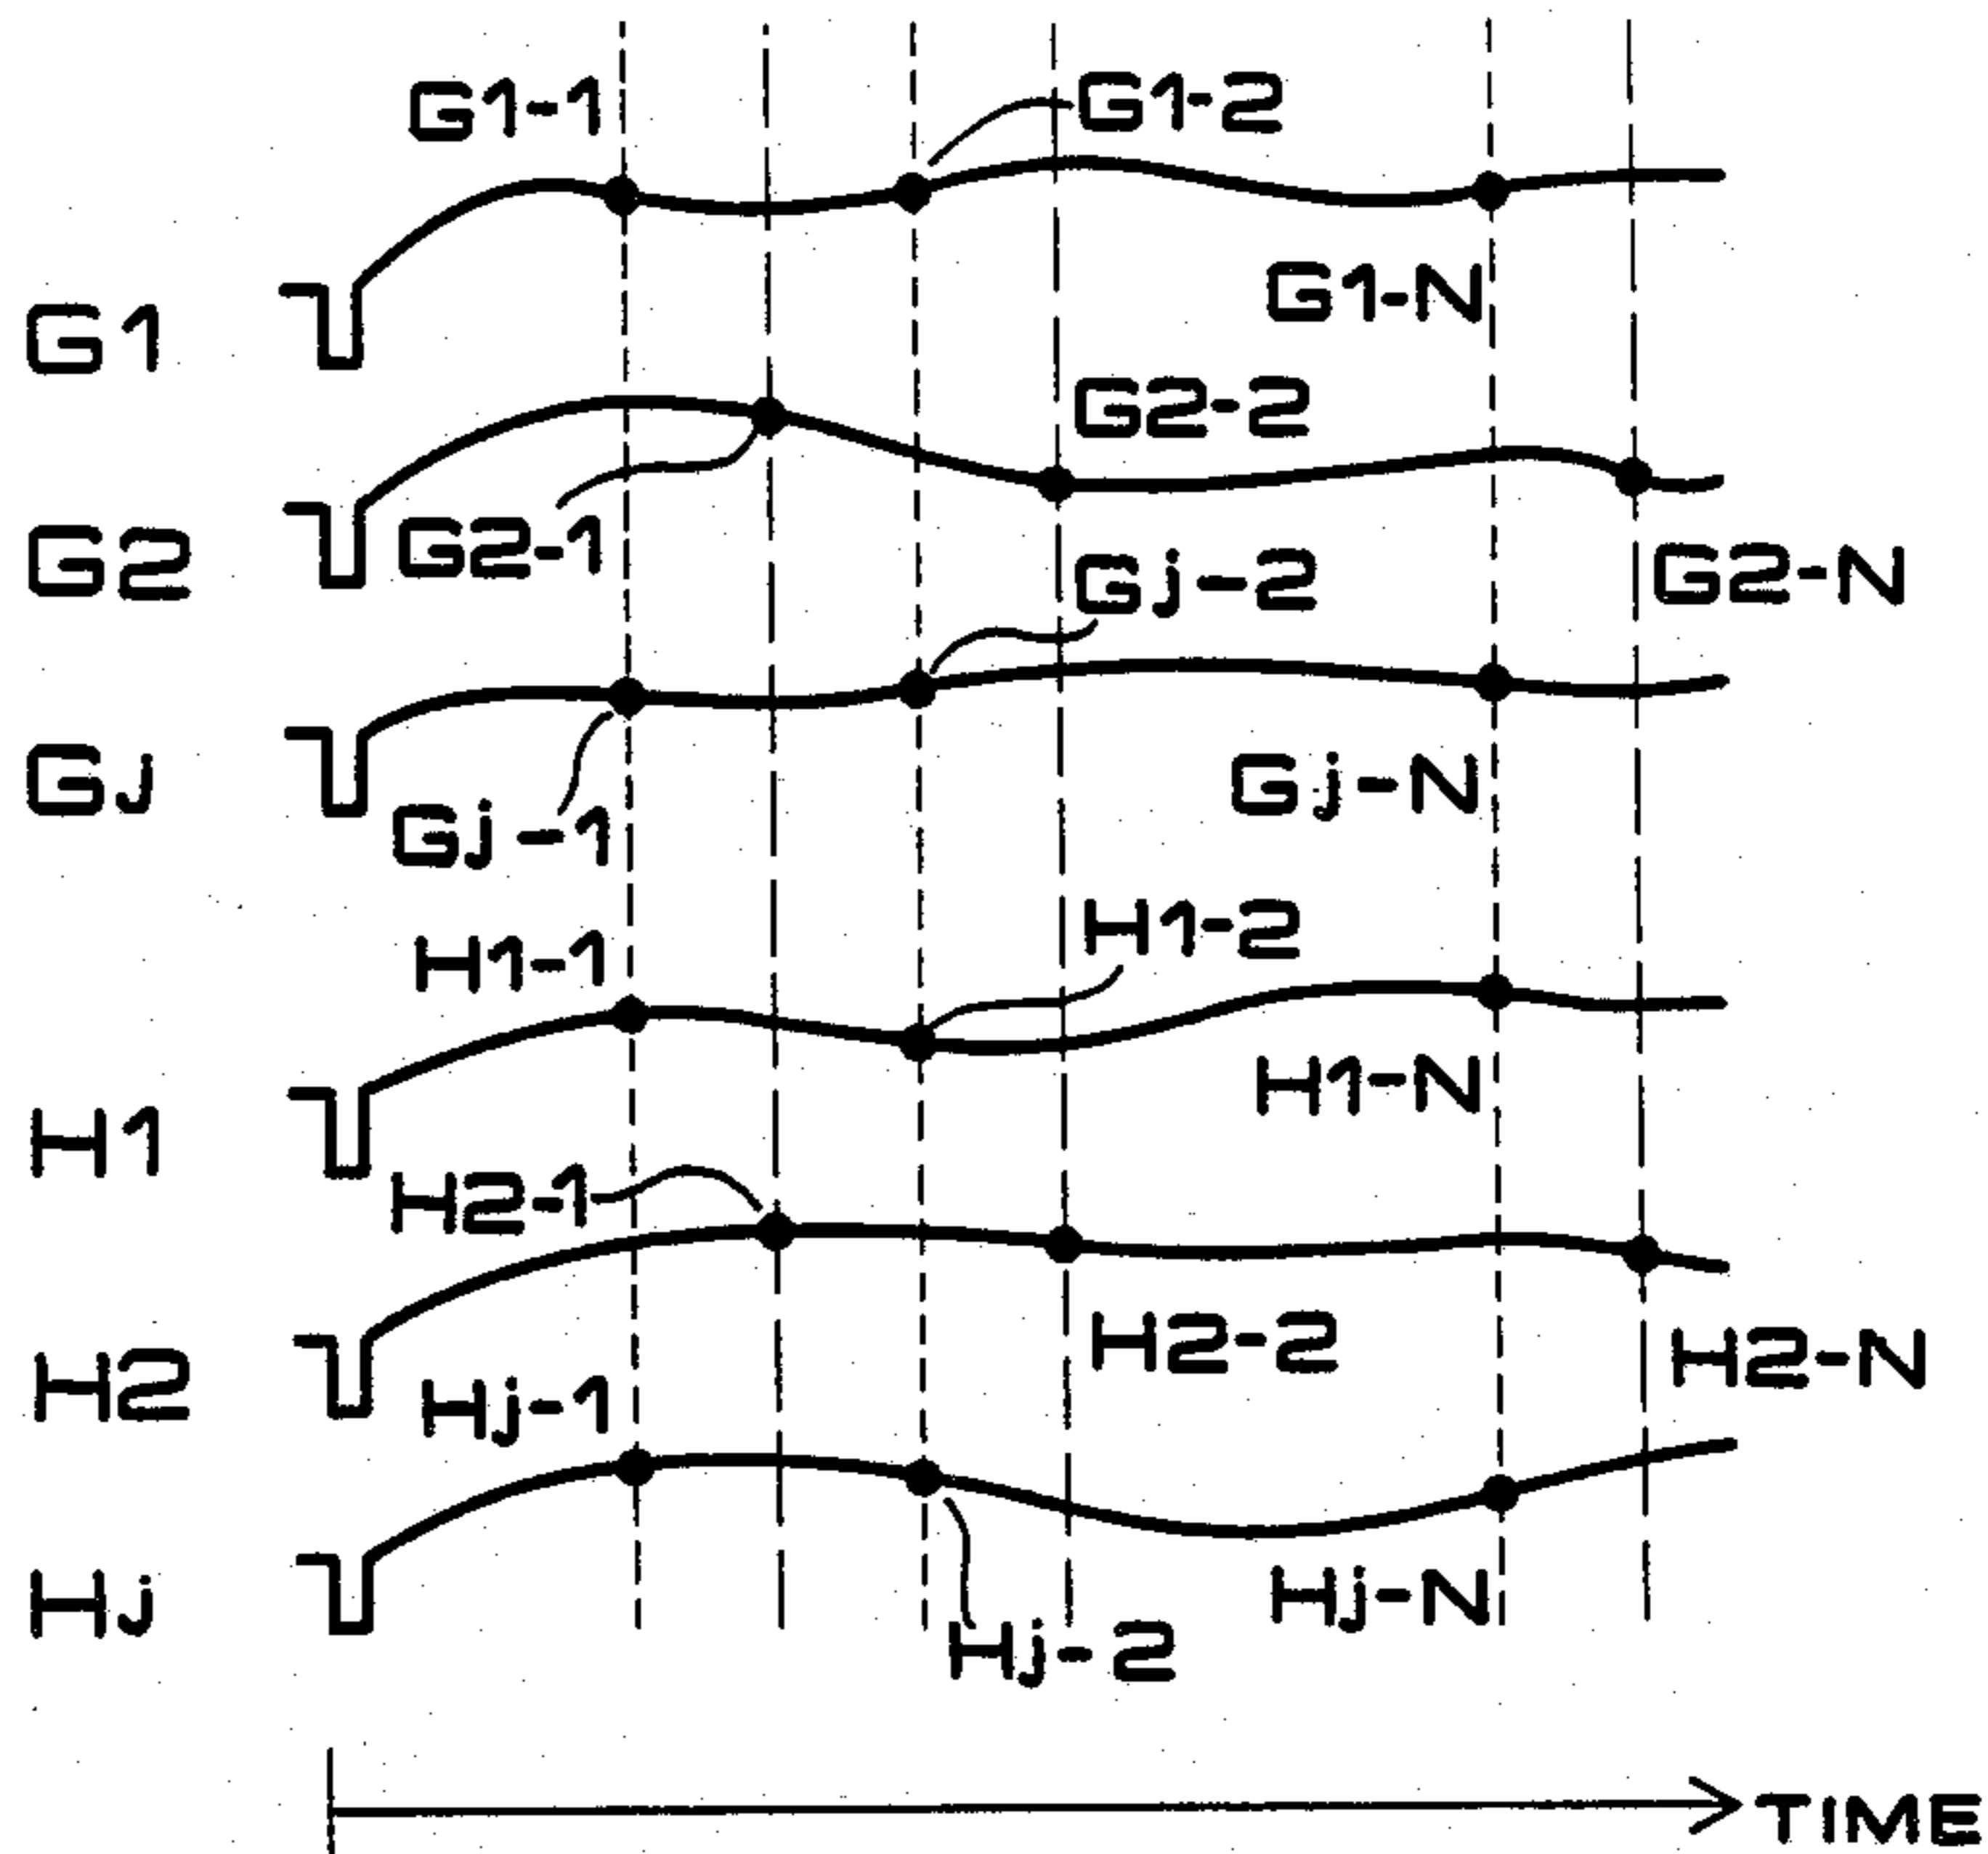 G1-1
G1-2
G1
G1-N
G2-2
G2
G2-1
G2-N
Gj-2
Gj
Gj-1
Gj-N
H1-1
H1-2
H1
H1-N
H2-1
H2
H2-2
H2-N
Hj-1
Hj
Hj-N
Hj-2
TIME